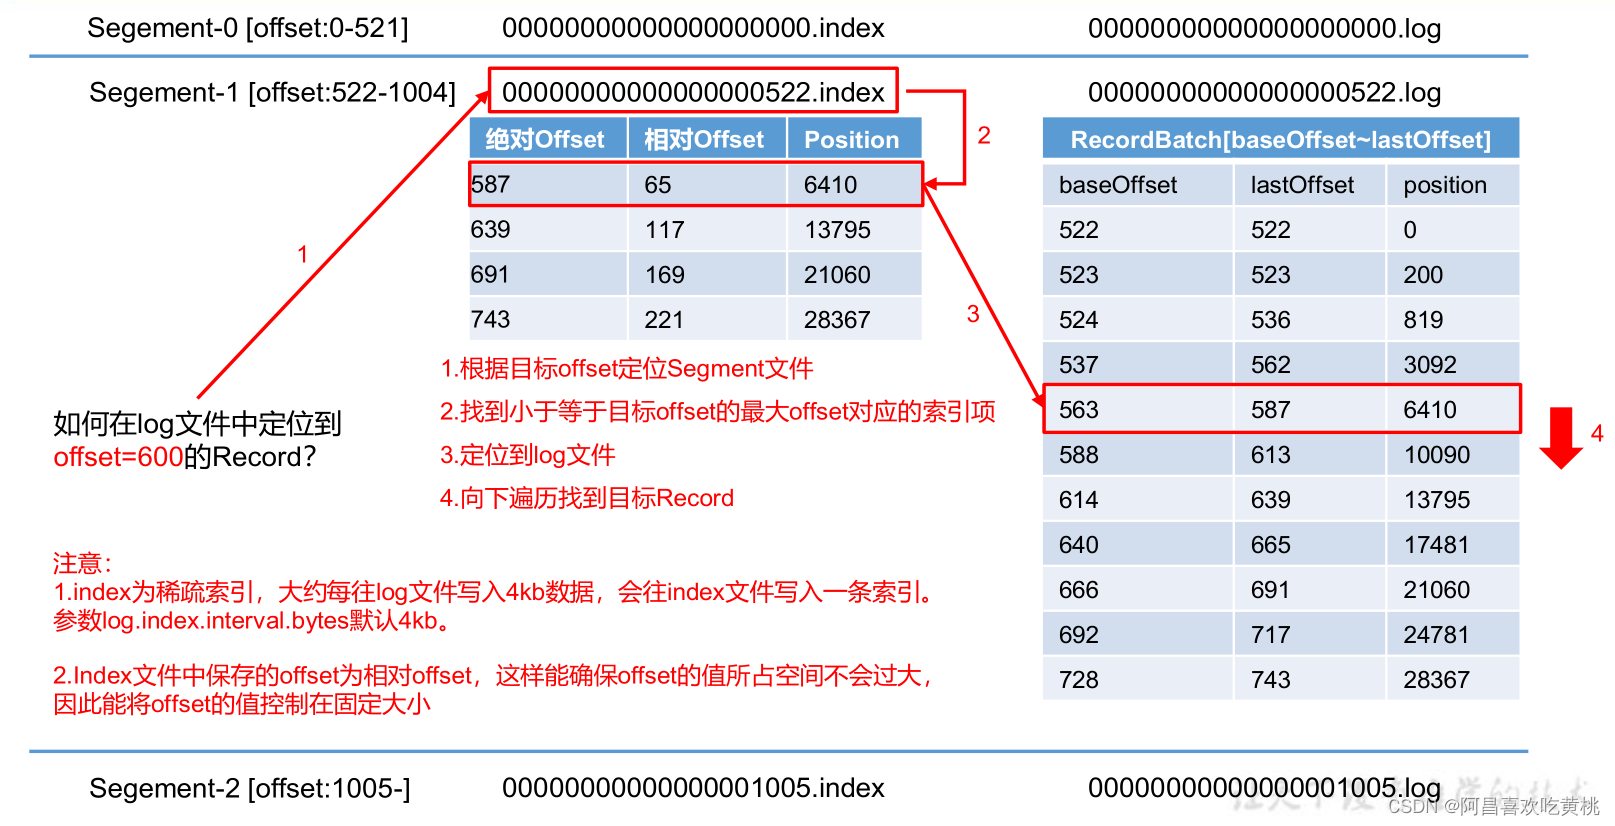 Segement-0 [offset:0-521] 00000000000000000000.index 00000000000000000000.log
Segement-1 [offset:522-1004] 00000000000000000522.index 00000000000000000522.log
绝对Offset 相对Offset Position
587 65 6410
639 117 13795
691 169 21060
743 221 28367
2
1
3
RecordBatch[baseOffset~lastOffset]
baseOffset lastOffset position
522 522 0
523 523 200
524 536 819
537 562 3092
563 587 6410
588 613 10090
614 639 13795
640 665 17481
666 691 21060
692 717 24781
728 743 28367
4
如何在log文件中定位到
offset=600的Record?
1.根据目标offset定位Segment文件
2.找到小于等于目标offset的最大offset对应的索引项
3.定位到log文件
4.向下遍历找到目标Record
注意：
1.index为稀疏索引，大约每往log文件写入4kb数据，会往index文件写入一条索引。
参数log.index.interval.bytes默认4kb。
2.Index文件中保存的offset为相对offset，这样能确保offset的值所占空间不会过大，
因此能将offset的值控制在固定大小
Segement-2 [offset:1005-] 00000000000000001005.index 00000000000000001005.log
CSDN @阿昌喜欢吃黄桃